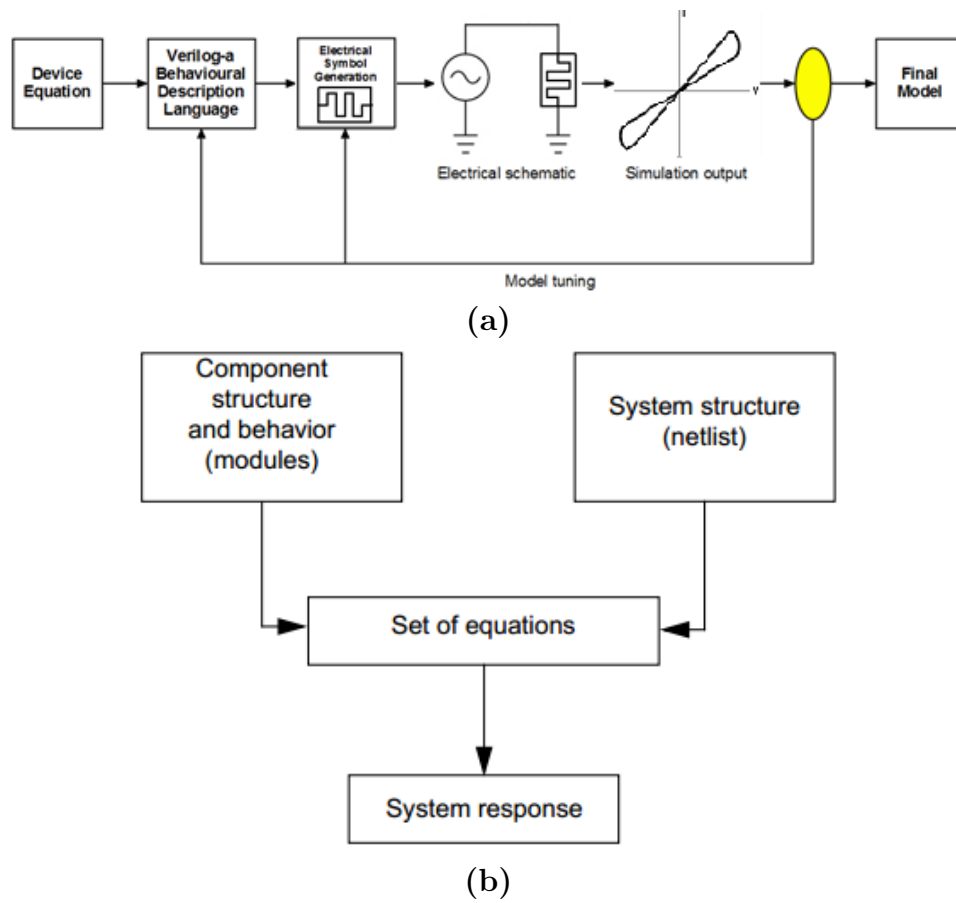 Device
Equation
Verilog-a
Behavioural
Description
Language
Electrical
Symbol
Generation
I
V
Final
Model
Electrical schematic
Simulation output
Model tuning
(a)
Component
structure
and behavior
(modules)
System structure
(netlist)
Set of equations
System response
(b)